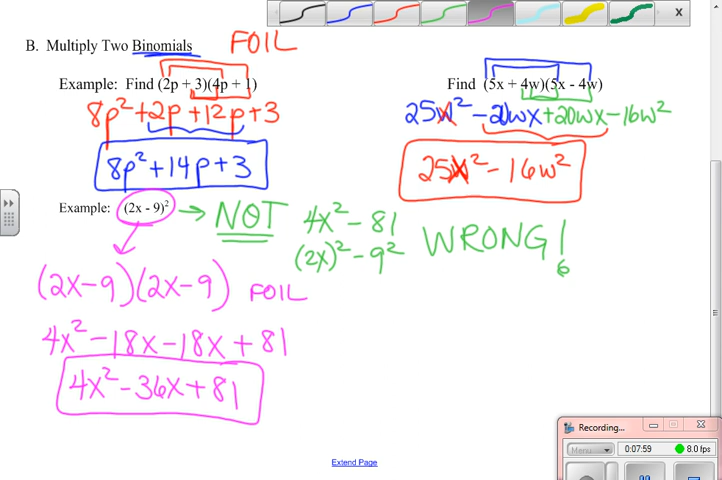 B. Multiply Two Binomials FOIL
Example: Find (2p + 3)(4p + 1)
8p² + 2p + 12p + 3
8p² + 14p + 3
Find (5x + 4w)(5x - 4w)
25x² - 20wx + 20wx - 16w²
25x² - 16w²
Example: (2x - 9)² → NOT 4x² - 81
(2x)² - 9² WRONG!
(2x - 9)(2x - 9) FOIL
4x² - 18x - 18x + 81
4x² - 36x + 81
Extend Page
X
Recording...
Menu
0:07:59
8.0 fps